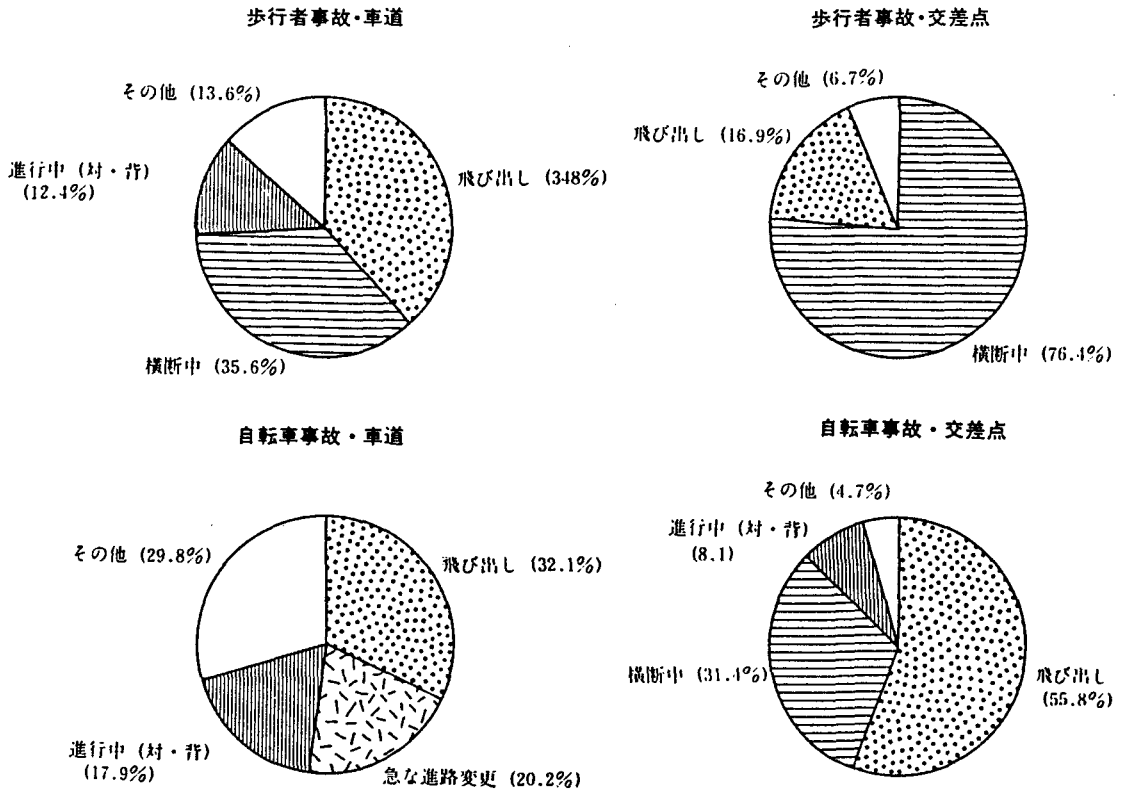 歩行者事故・車道
その他 (13.6%)
進行中 (対・背)
(12.4%)
飛び出し (348%)
横断中 (35.6%)
歩行者事故・交差点
その他 (6.7%)
飛び出し (16.9%)
横断中 (76.4%)
自転車事故・車道
その他 (29.8%)
飛び出し (32.1%)
進行中 (対・背)
(17.9%)
急な進路変更 (20.2%)
自転車事故・交差点
その他 (4.7%)
進行中 (対・背)
(8.1)
横断中 (31.4%)
飛び出し
(55.8%)